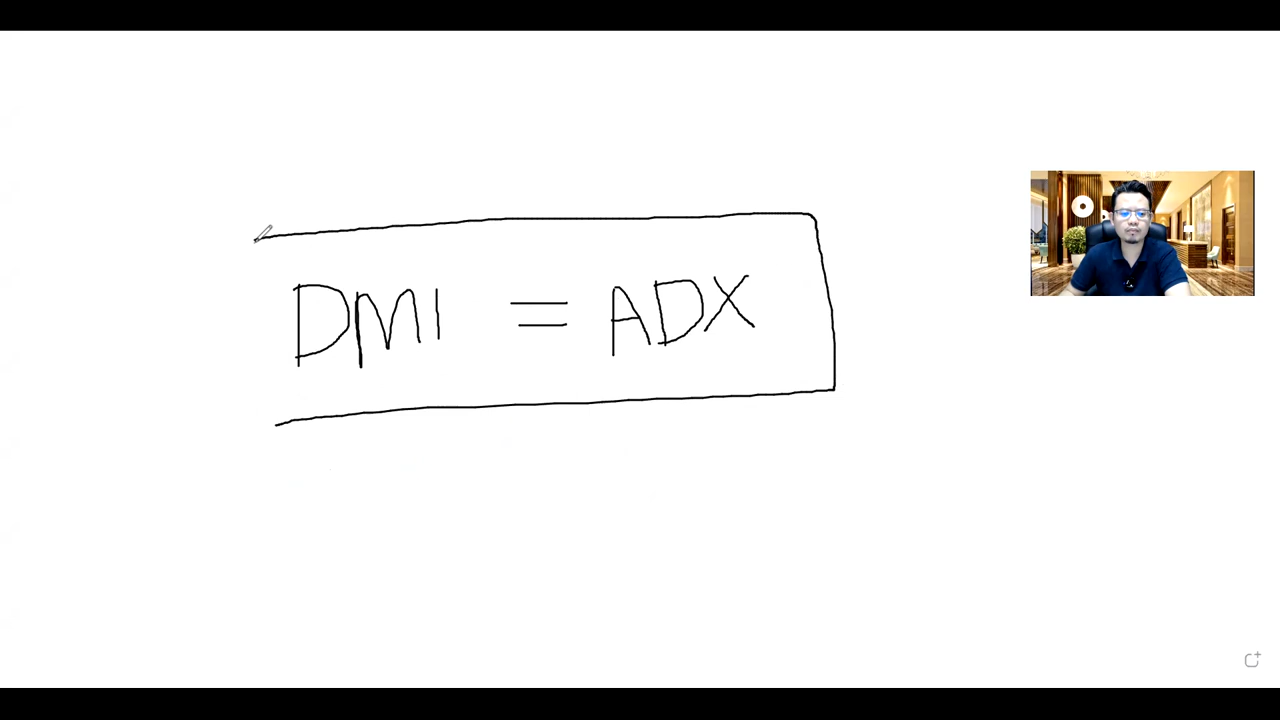 DMI = ADX